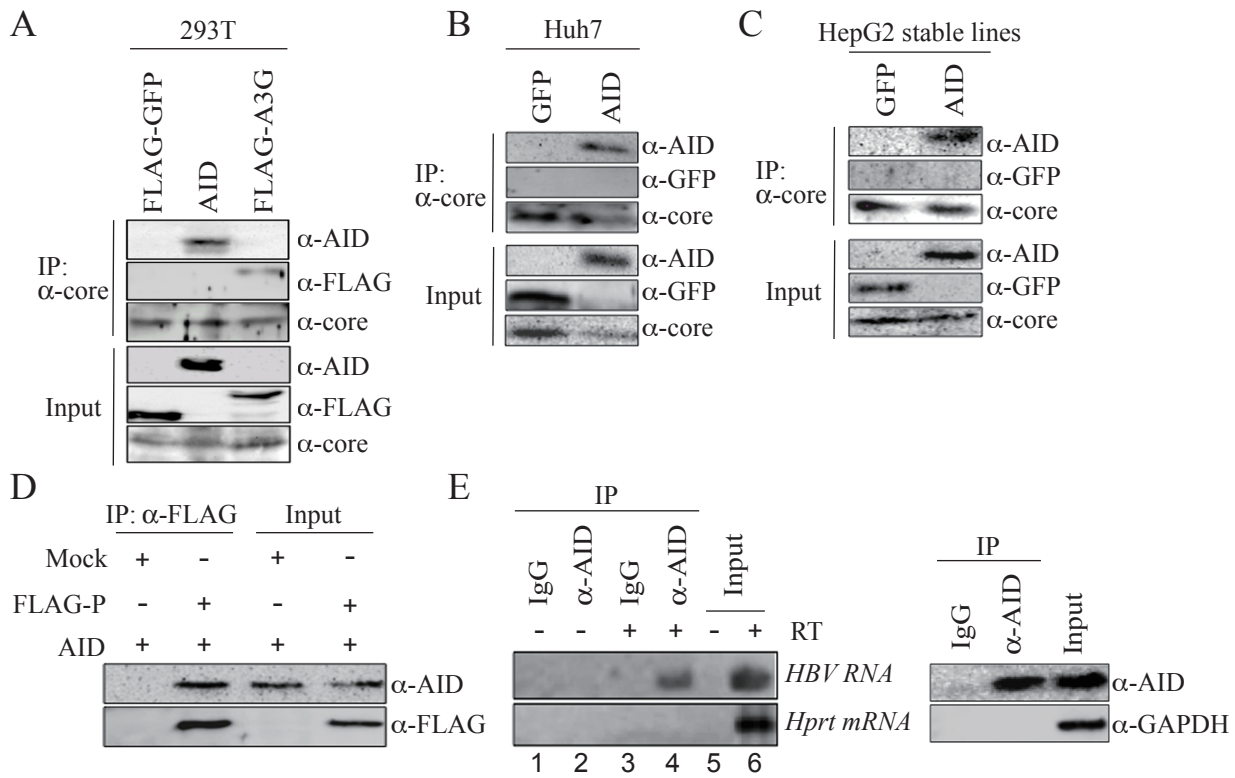 A
293T
FLAG-GFP
AID
FLAG-A3G
IP:
α-core
α-AID
α-FLAG
α-core
Input
α-AID
α-FLAG
α-core
B
Huh7
GFP
AID
IP:
α-core
α-AID
α-GFP
α-core
Input
α-AID
α-GFP
α-core
C
HepG2 stable lines
GFP
AID
IP:
α-core
α-AID
α-GFP
α-core
Input
α-AID
α-GFP
α-core
D
IP: α-FLAG Input
Mock + - + -
FLAG-P - + - +
AID + + + +
α-AID
α-FLAG
E
IP
IgG
α-AID
IgG
α-AID
Input
- - + + - + RT
HBV RNA
Hprt mRNA
1 2 3 4 5 6
IP
IgG
α-AID
Input
α-AID
α-GAPDH